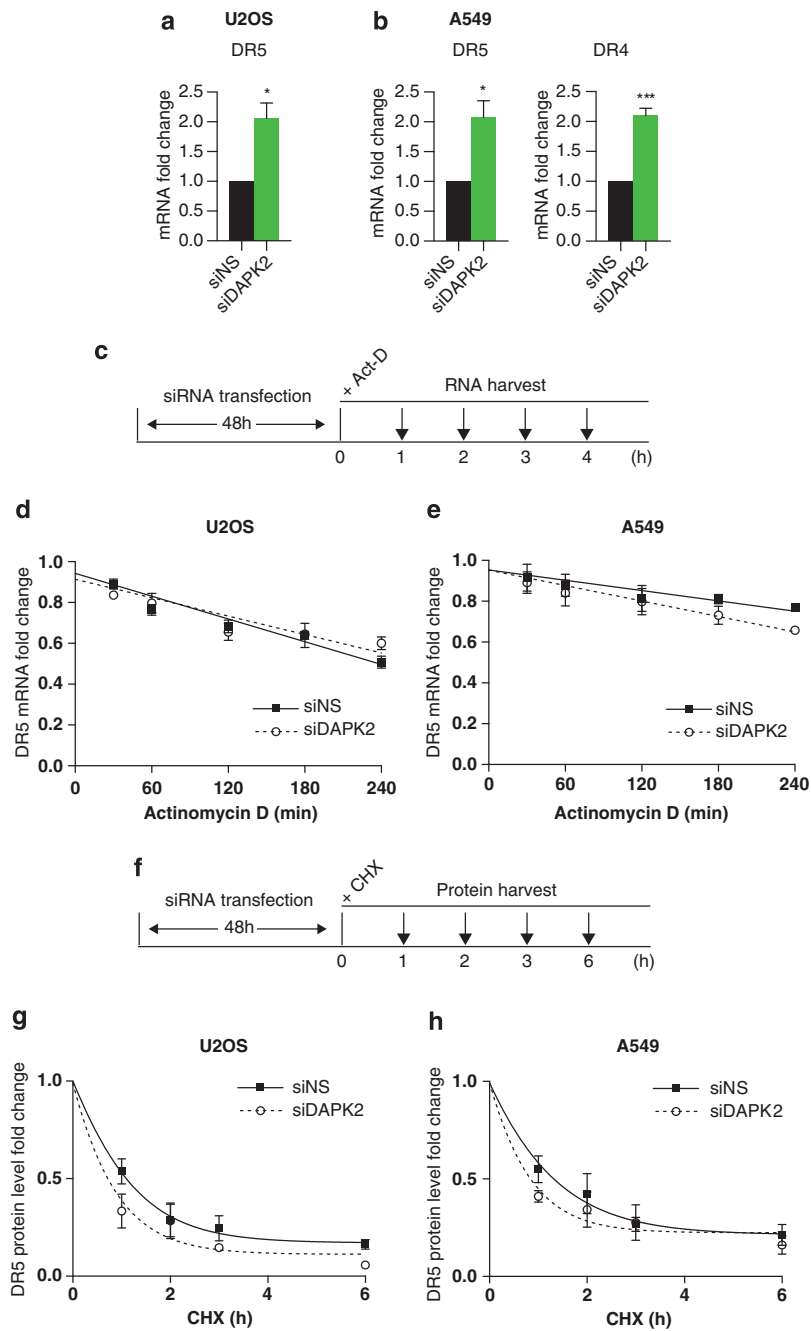 a U2OS
DR5
mRNA fold change
2.5
2.0
1.5
1.0
0.5
0.0
*
siNS
siDAPK2
b A549
DR5
mRNA fold change
2.5
2.0
1.5
1.0
0.5
0.0
*
siNS
siDAPK2
DR4
mRNA fold change
2.5
2.0
1.5
1.0
0.5
0.0
***
siNS
siDAPK2
c
siRNA transfection
48h
+ Act-D
RNA harvest
0 1 2 3 4 (h)
d U2OS
DR5 mRNA fold change
1.0
0.8
0.6
0.4
0.2
0.0
siNS
siDAPK2
0 60 120 180 240
Actinomycin D (min)
e A549
DR5 mRNA fold change
1.0
0.8
0.6
0.4
0.2
0.0
siNS
siDAPK2
0 60 120 180 240
Actinomycin D (min)
f
siRNA transfection
48h
+ CHX
Protein harvest
0 1 2 3 6 (h)
g U2OS
DR5 protein level fold change
1.0
0.5
0.0
siNS
siDAPK2
0 2 4 6
CHX (h)
h A549
DR5 protein level fold change
1.0
0.5
0.0
siNS
siDAPK2
0 2 4 6
CHX (h)